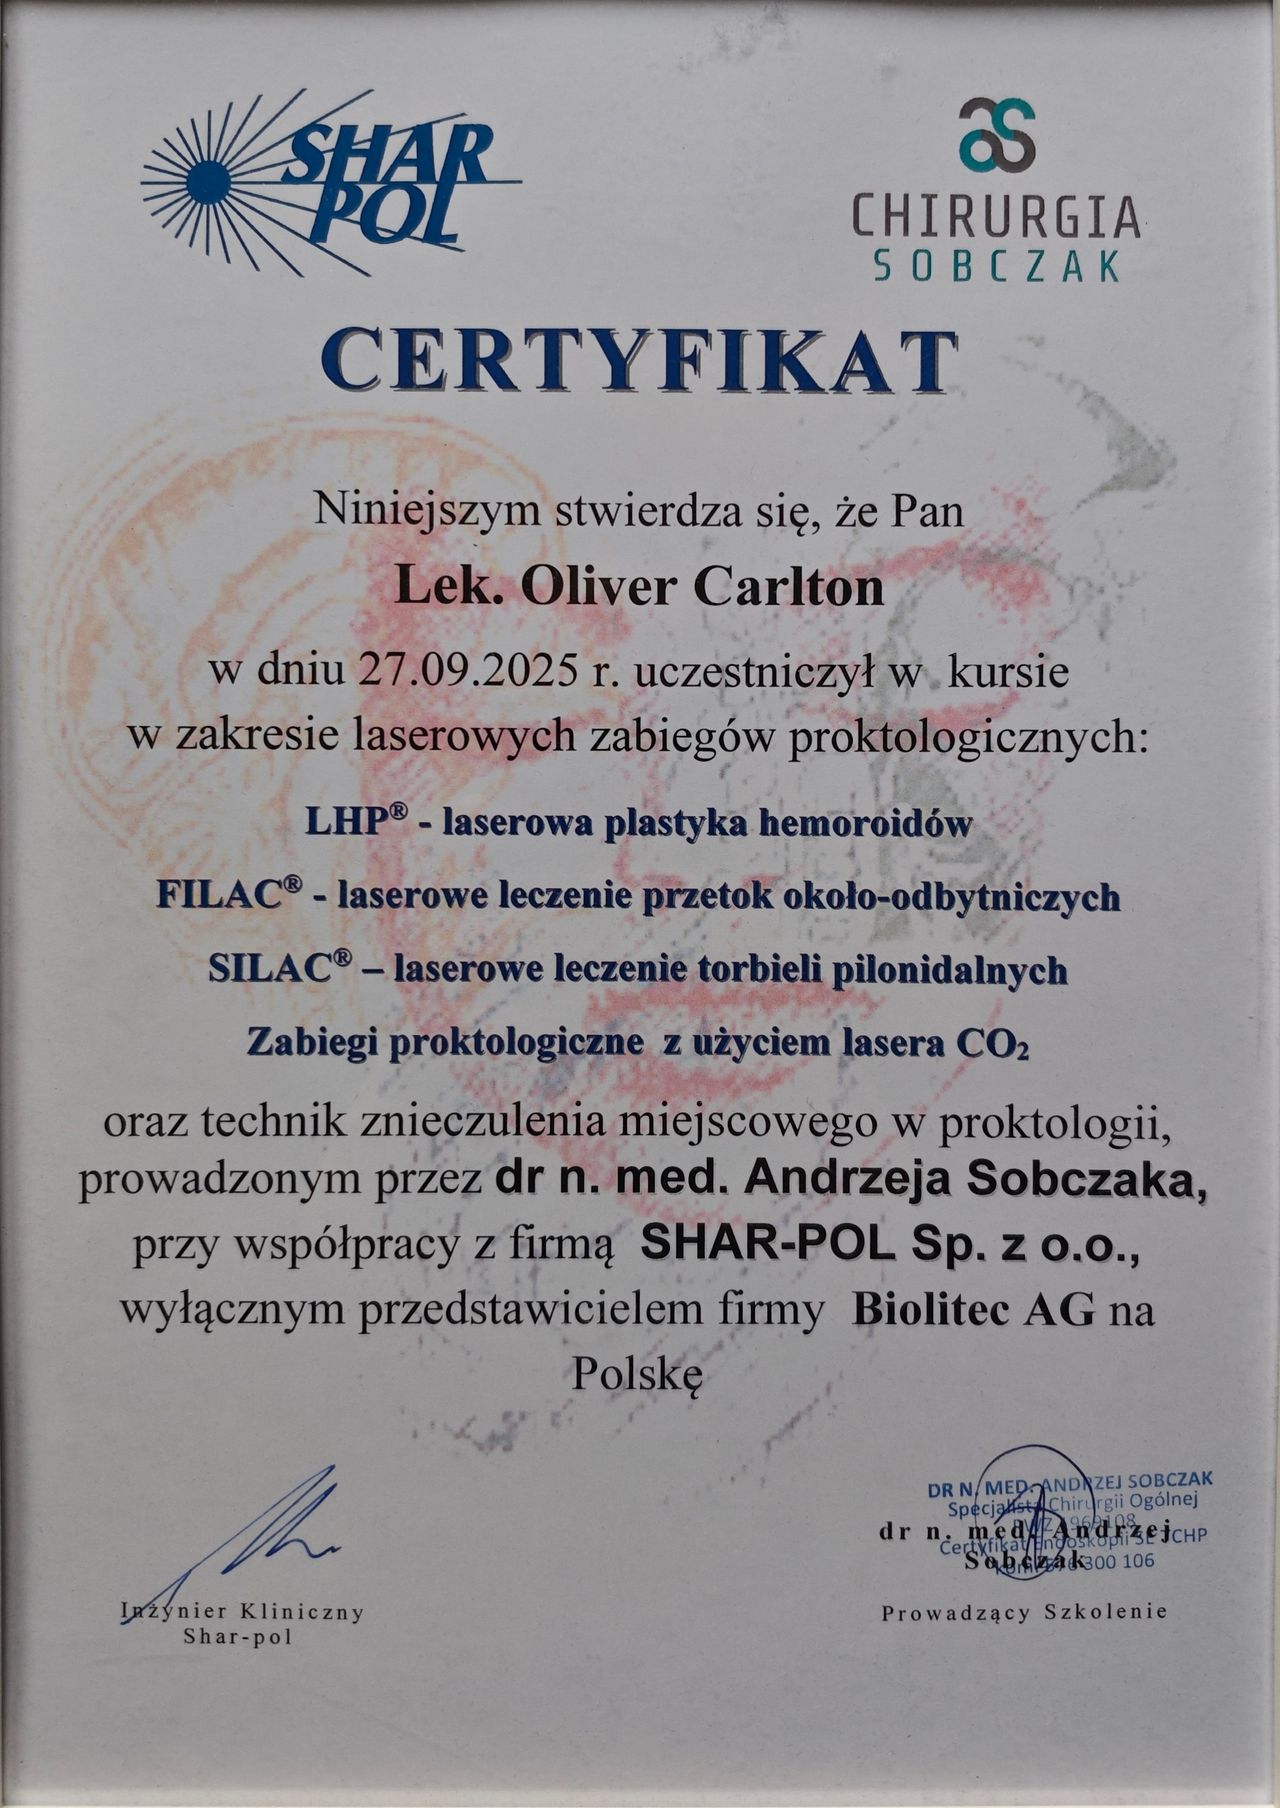 SHAR
POL
CHIRURGIA
SOBCZAK
CERTYFIKAT
Niniejszym stwierdza się, że Pan
Lek. Oliver Carlton
w dniu 27.09.2025 r. uczestniczył w kursie
w zakresie laserowych zabiegów proktologicznych:
LHP® - laserowa plastyka hemoroidów
FILAC® - laserowe leczenie przetok około-odbytniczych
SILAC® – laserowe leczenie torbieli pilonidalnych
Zabiegi proktologiczne z użyciem lasera CO₂
oraz technik znieczulenia miejscowego w proktologii,
prowadzonym przez dr n. med. Andrzeja Sobczaka,
przy współpracy z firmą SHAR-POL Sp. z o.o.,
wyłącznym przedstawicielem firmy Biolitec AG na
Polskę
DR N. MED. ANDRZEJ SOBCZAK
Specjalista Chirurgii Ogólnej
dr n. med. Andrzej
Certyfikat Endoskopii
Sobczak
300 106
Inżynier Kliniczny
Shar-pol
Prowadzący Szkolenie